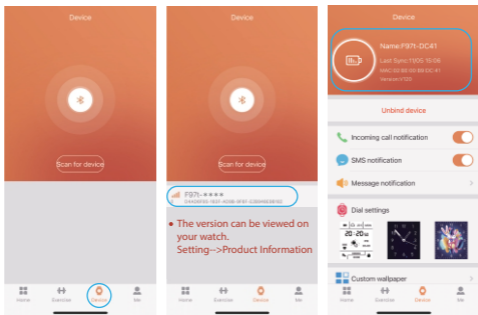 Device
Scan for device
Home
Exercise
Device
Me
Device
Scan for device
F97t-****
• The version can be viewed on
your watch.
Setting-->Product Information
Home
Exercise
Device
Me
Device
Name:F97t-DC41
Unbind device
Incoming call notification
SMS notification
Message notification
Dial settings
Custom wallpaper
Home
Exercise
Device
Me